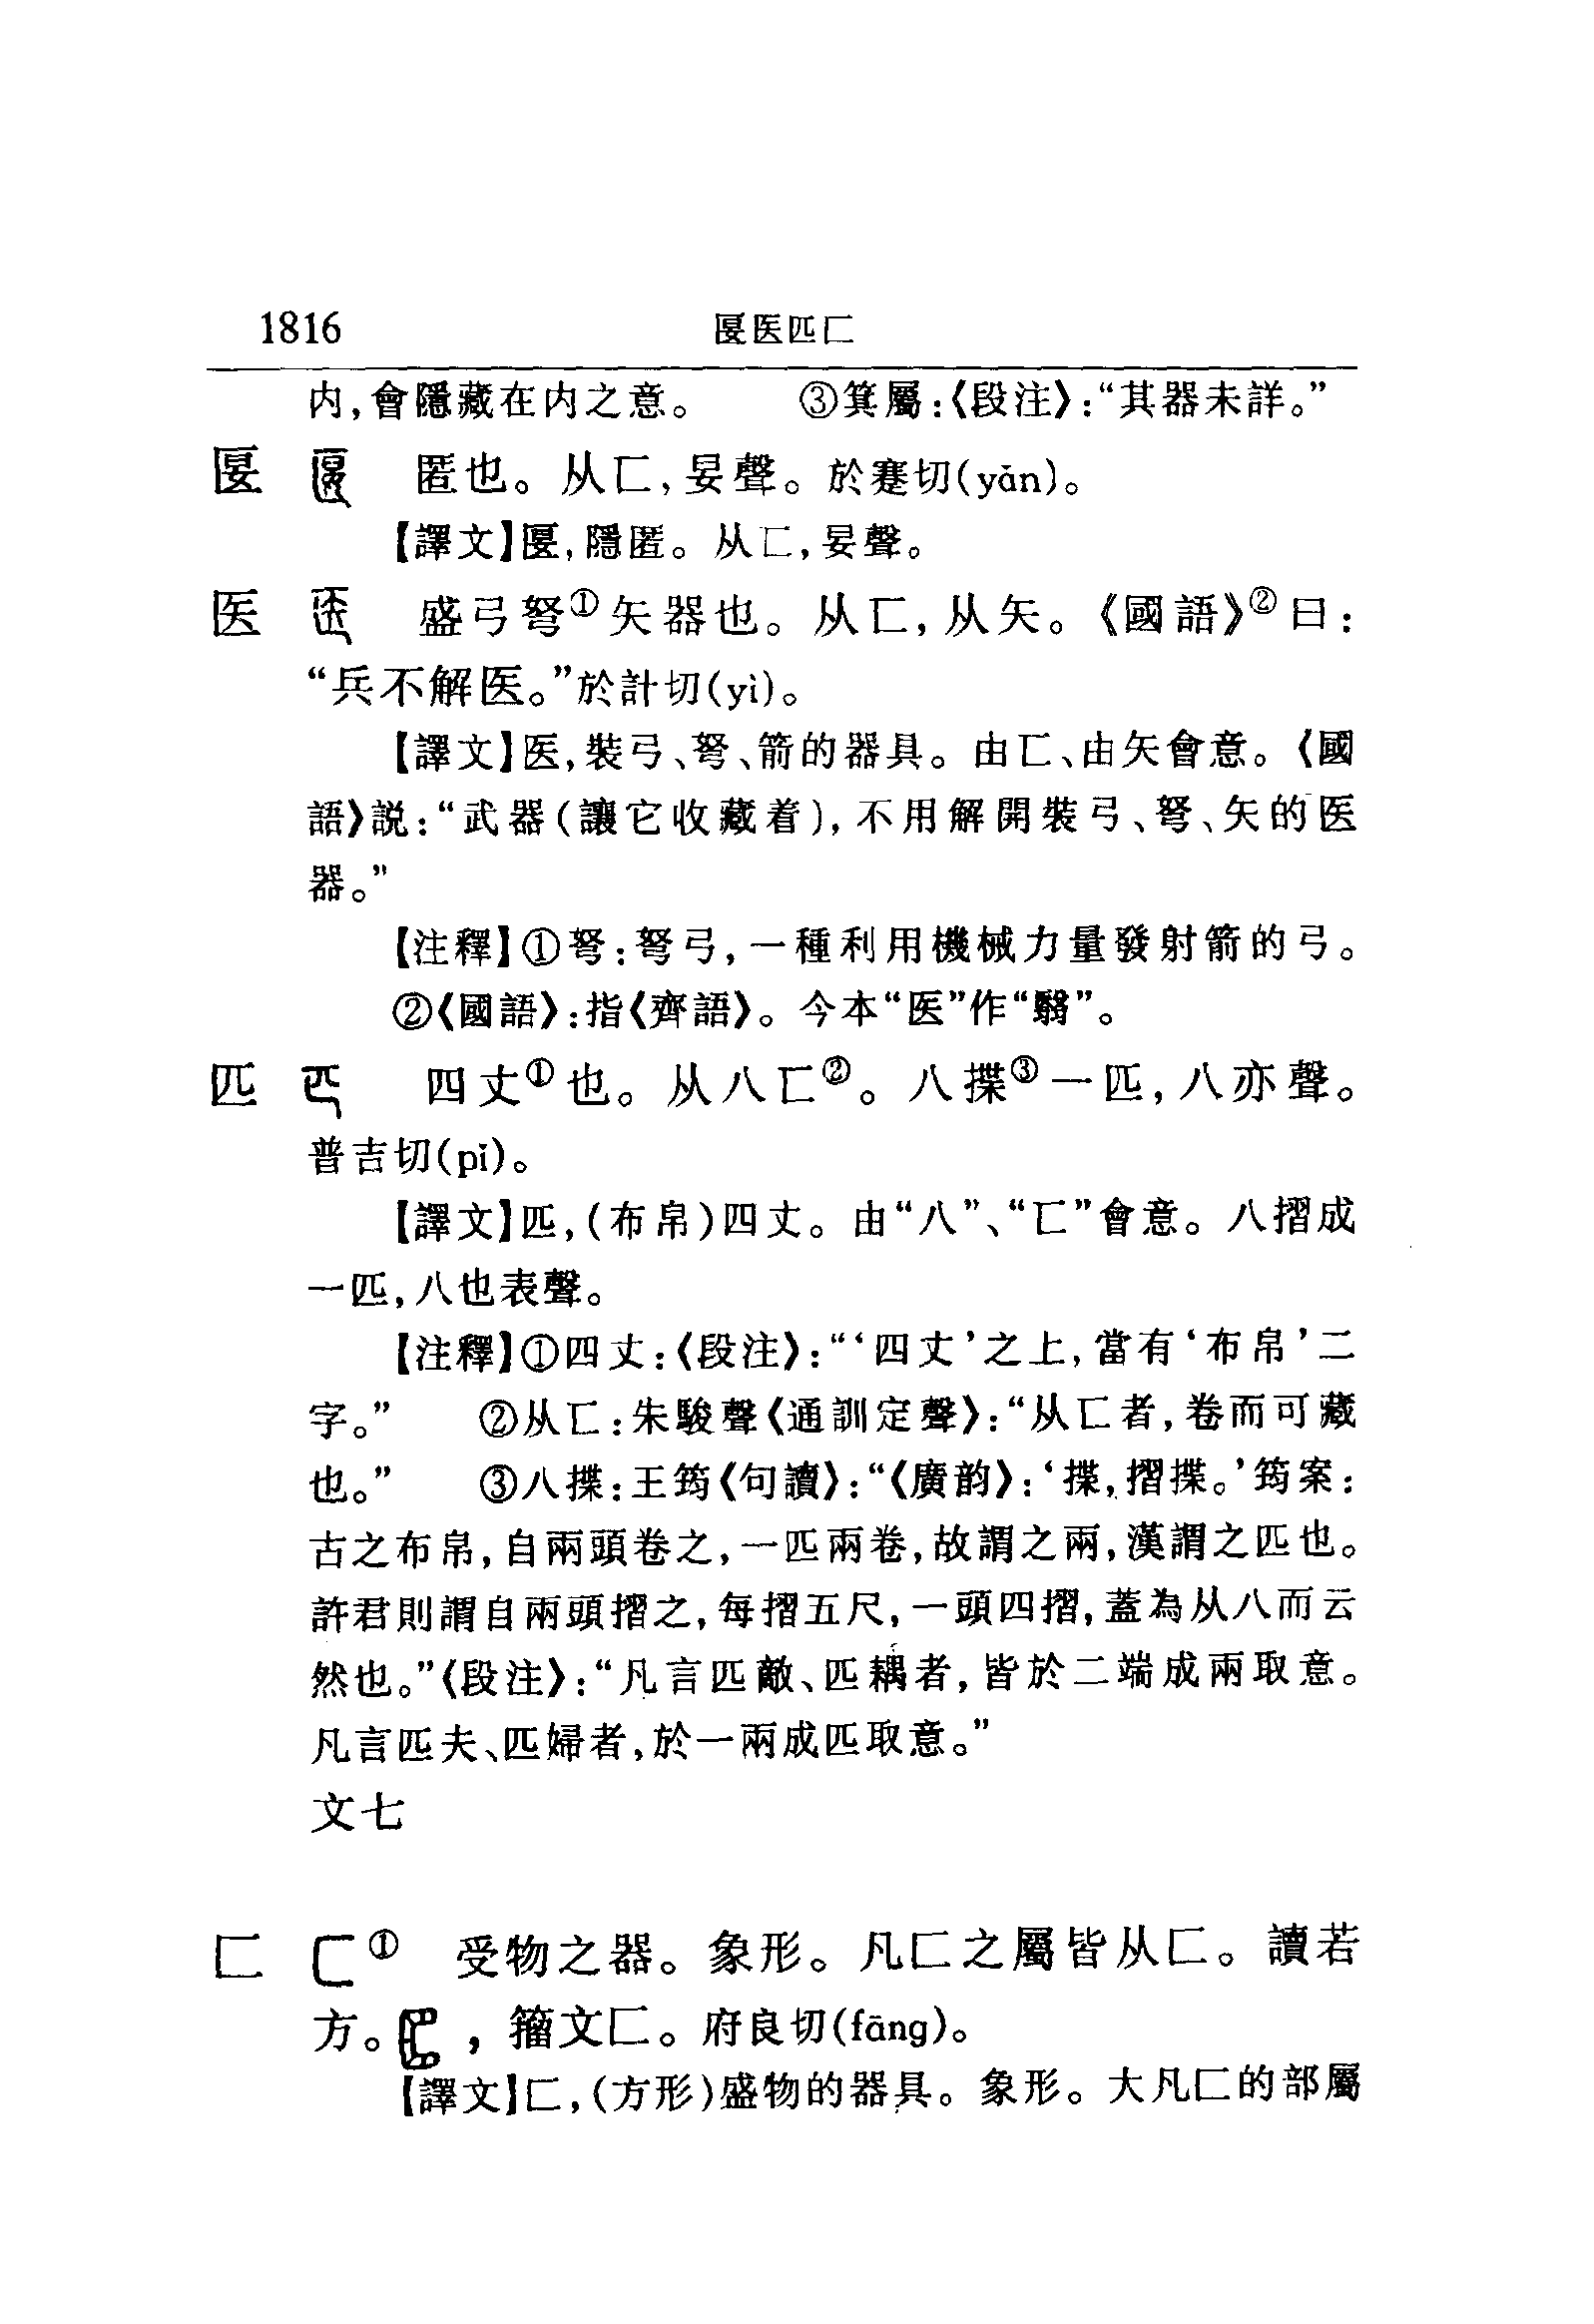 1816 匽医匹匚
内，會隱藏在内之意。 ③箕屬：《段注》：“其器未詳。”
匽 匿也。从匸，妟聲。於蹇切（yǎn）。
【譯文】匽，隱匿。从匸，妟聲。
医 盛弓弩①矢器也。从匸，从矢。《國語》②曰：
“兵不解医。”於計切（yì）。
【譯文】医，裝弓、弩、箭的器具。由匸、由矢會意。《國
語》説：“武器（讓它收藏着），不用解開裝弓、弩、矢的医
器。”
【注釋】①弩：弩弓，一種利用機械力量發射箭的弓。
②《國語》：指《齊語》。今本“医”作“翳”。
匹 四丈①也。从八匸②。八揲③一匹，八亦聲。
普吉切（pǐ）。
【譯文】匹，（布帛）四丈。由“八”、“匸”會意。八摺成
一匹，八也表聲。
【注釋】①四丈：《段注》：“‘四丈’之上，當有‘布帛’二
字。” ②从匸：朱駿聲《通訓定聲》：“从匸者，卷而可藏
也。” ③八揲：王筠《句讀》：“《廣韵》：‘揲，摺揲。’筠案：
古之布帛，自兩頭卷之，一匹兩卷，故謂之兩，漢謂之匹也。
許君則謂自兩頭摺之，每摺五尺，一頭四摺，蓋為从八而云
然也。”《段注》：“凡言匹敵、匹耦者，皆於二端成兩取意。
凡言匹夫、匹婦者，於一兩成匹取意。”
文七
匚 ① 受物之器。象形。凡匚之屬皆从匚。讀若
方。，籀文匚。府良切（fāng）。
【譯文】匚，（方形）盛物的器具。象形。大凡匚的部屬